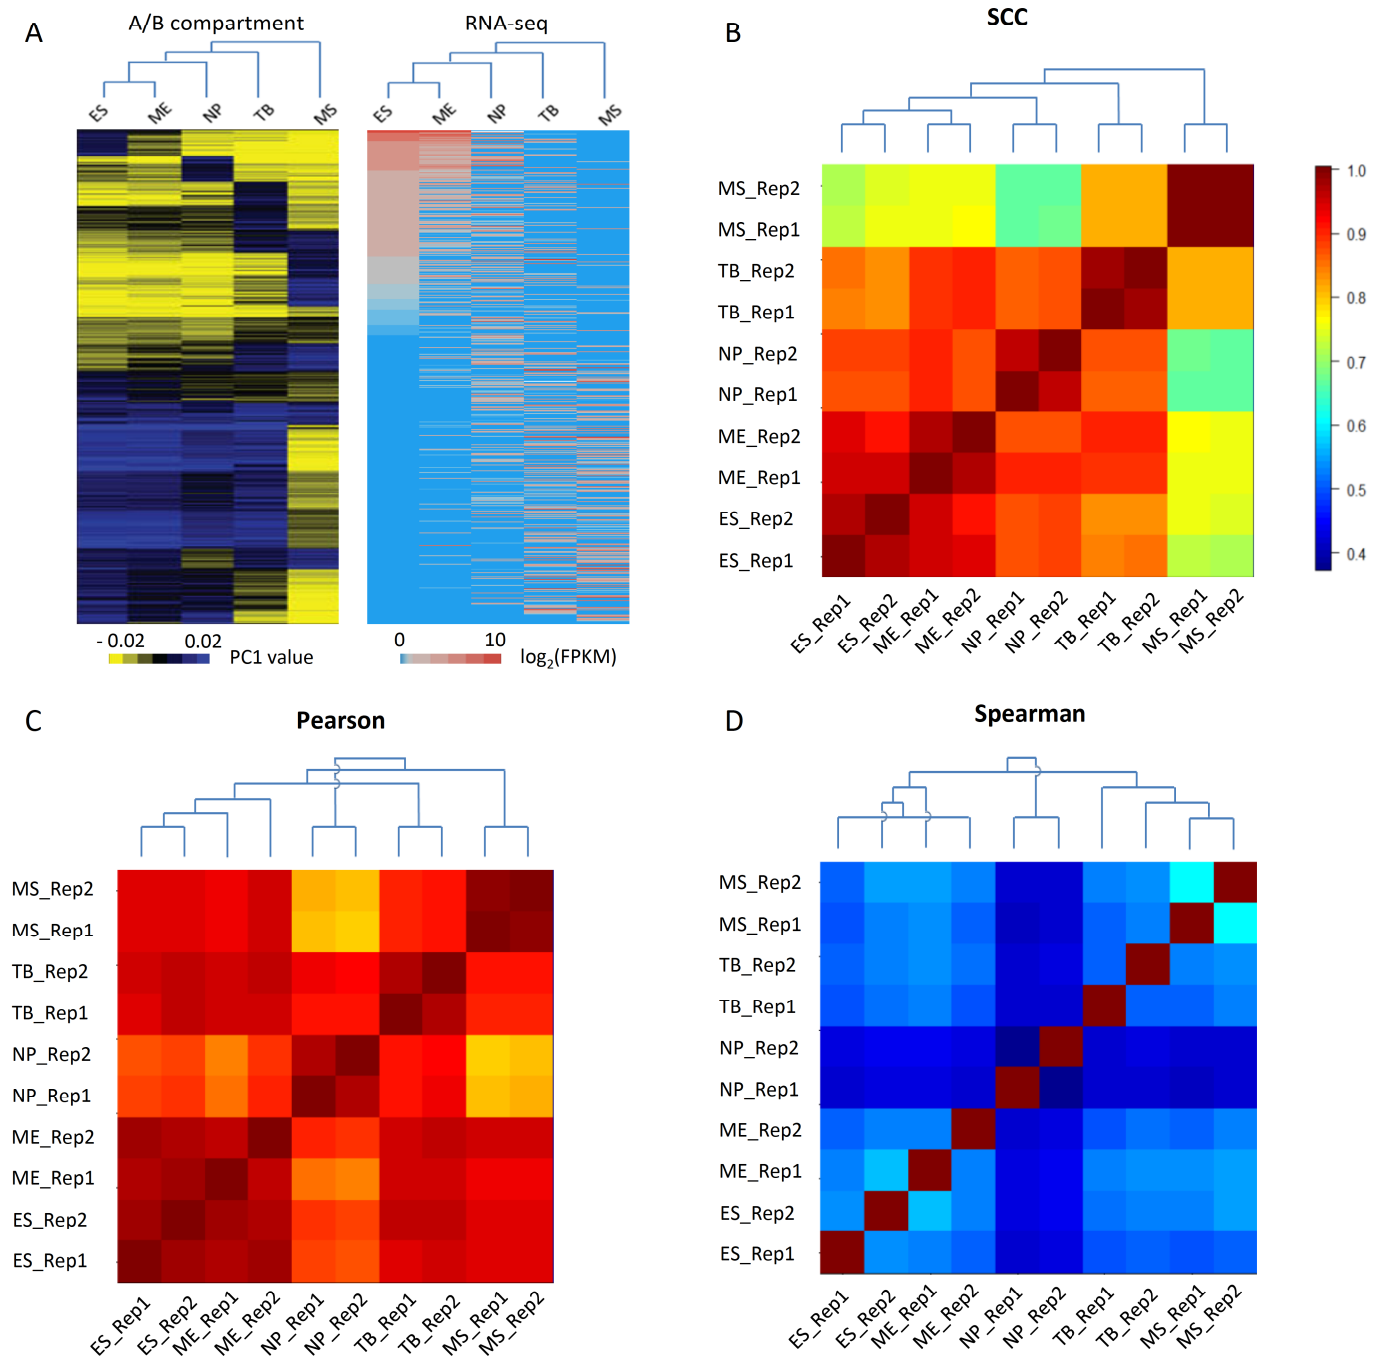 A
A/B compartment
RNA-seq
ES
ME
NP
TB
MS
ES
ME
NP
TB
MS
- 0.02
0.02
PC1 value
0
10
log2(FPKM)
B
SCC
MS_Rep2
MS_Rep1
TB_Rep2
TB_Rep1
NP_Rep2
NP_Rep1
ME_Rep2
ME_Rep1
ES_Rep2
ES_Rep1
ES_Rep1
ES_Rep2
ME_Rep1
ME_Rep2
NP_Rep1
NP_Rep2
TB_Rep1
TB_Rep2
MS_Rep1
MS_Rep2
1.0
0.9
0.8
0.7
0.6
0.5
0.4
C
Pearson
MS_Rep2
MS_Rep1
TB_Rep2
TB_Rep1
NP_Rep2
NP_Rep1
ME_Rep2
ME_Rep1
ES_Rep2
ES_Rep1
ES_Rep1
ES_Rep2
ME_Rep1
ME_Rep2
NP_Rep1
NP_Rep2
TB_Rep1
TB_Rep2
MS_Rep1
MS_Rep2
D
Spearman
MS_Rep2
MS_Rep1
TB_Rep2
TB_Rep1
NP_Rep2
NP_Rep1
ME_Rep2
ME_Rep1
ES_Rep2
ES_Rep1
ES_Rep1
ES_Rep2
ME_Rep1
ME_Rep2
NP_Rep1
NP_Rep2
TB_Rep1
TB_Rep2
MS_Rep1
MS_Rep2